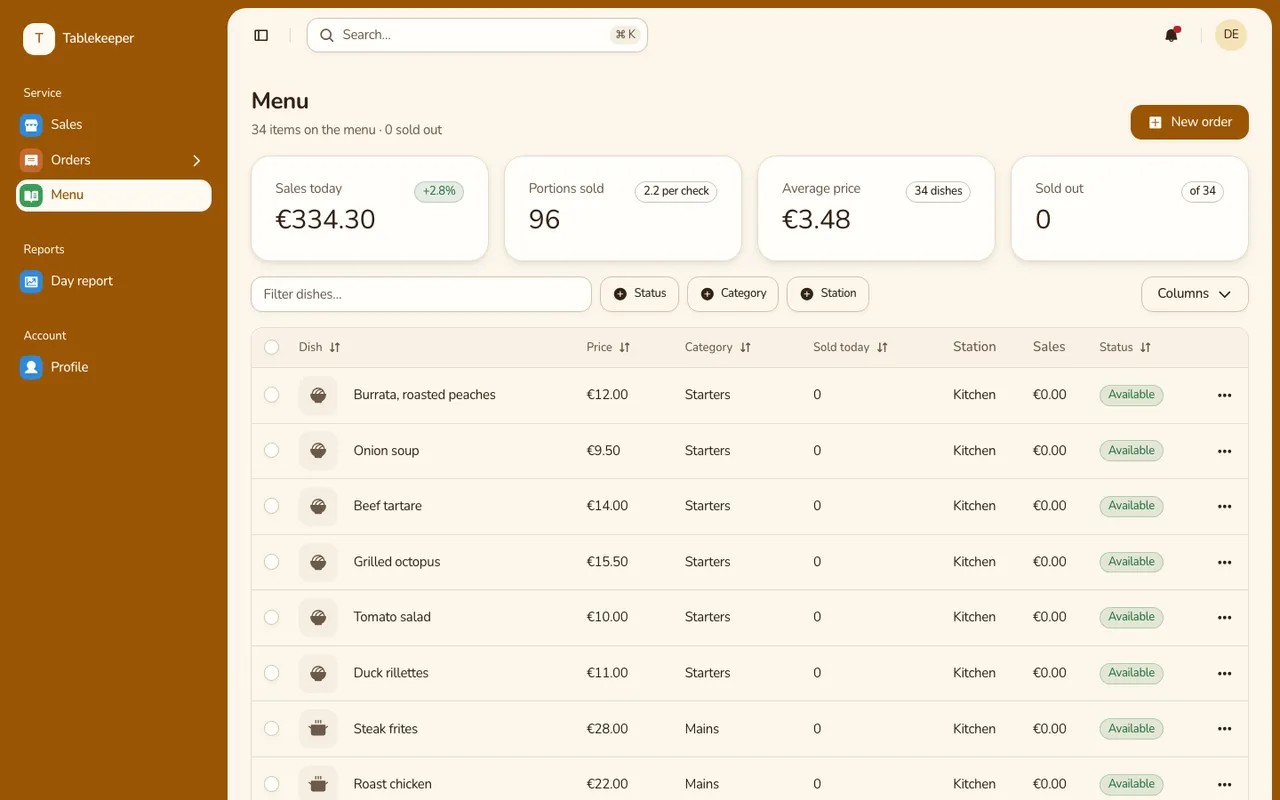 T Tablekeeper
Search... ⌘ K
DE
Service
Sales
Orders
Menu
Reports
Day report
Account
Profile
Menu
34 items on the menu · 0 sold out
New order
Sales today +2.8%
€334.30
Portions sold 2.2 per check
96
Average price 34 dishes
€3.48
Sold out of 34
0
Filter dishes... Status Category Station Columns
Dish Price Category Sold today Station Sales Status
Burrata, roasted peaches €12.00 Starters 0 Kitchen €0.00 Available
Onion soup €9.50 Starters 0 Kitchen €0.00 Available
Beef tartare €14.00 Starters 0 Kitchen €0.00 Available
Grilled octopus €15.50 Starters 0 Kitchen €0.00 Available
Tomato salad €10.00 Starters 0 Kitchen €0.00 Available
Duck rillettes €11.00 Starters 0 Kitchen €0.00 Available
Steak frites €28.00 Mains 0 Kitchen €0.00 Available
Roast chicken €22.00 Mains 0 Kitchen €0.00 Available